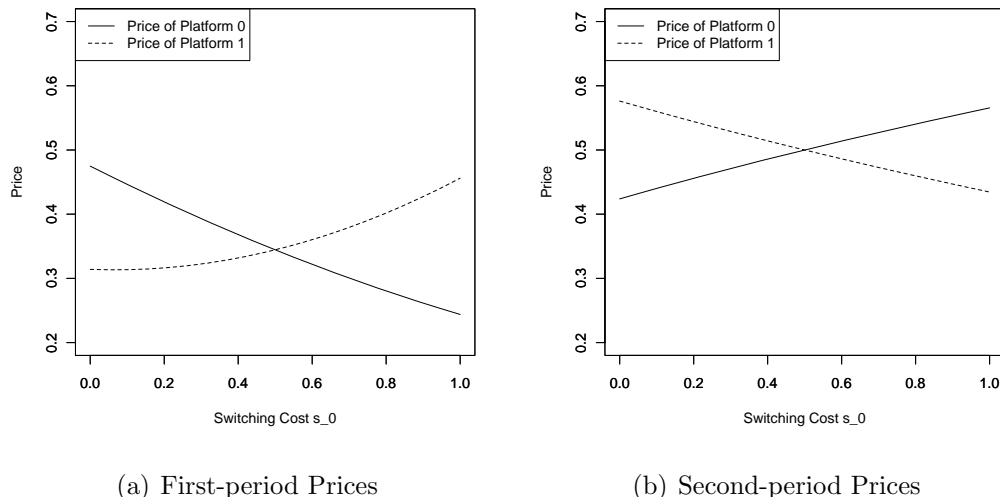 Price of Platform 0
Price of Platform 1
0.7
0.6
0.5
0.4
0.3
0.2
Price
0.0 0.2 0.4 0.6 0.8 1.0
Switching Cost s_0
(a) First-period Prices
Price of Platform 0
Price of Platform 1
0.7
0.6
0.5
0.4
0.3
0.2
Price
0.0 0.2 0.4 0.6 0.8 1.0
Switching Cost s_0
(b) Second-period Prices